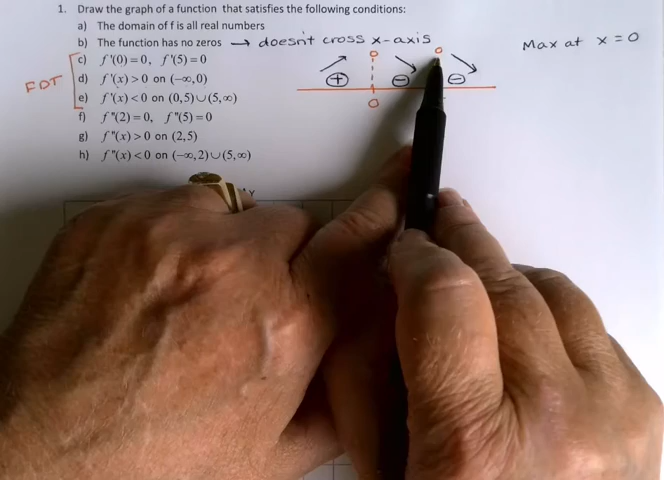 1. Draw the graph of a function that satisfies the following conditions:
a) The domain of f is all real numbers
b) The function has no zeros → doesn't cross x-axis
Max at x = 0
c) f'(0) = 0, f'(5) = 0
FDT
d) f'(x) > 0 on (−∞,0)
e) f'(x) < 0 on (0,5)∪(5,∞)
f) f"(2) = 0, f"(5) = 0
g) f"(x) > 0 on (2,5)
h) f"(x) < 0 on (−∞,2)∪(5,∞)
0 0
+ − −
0
Y